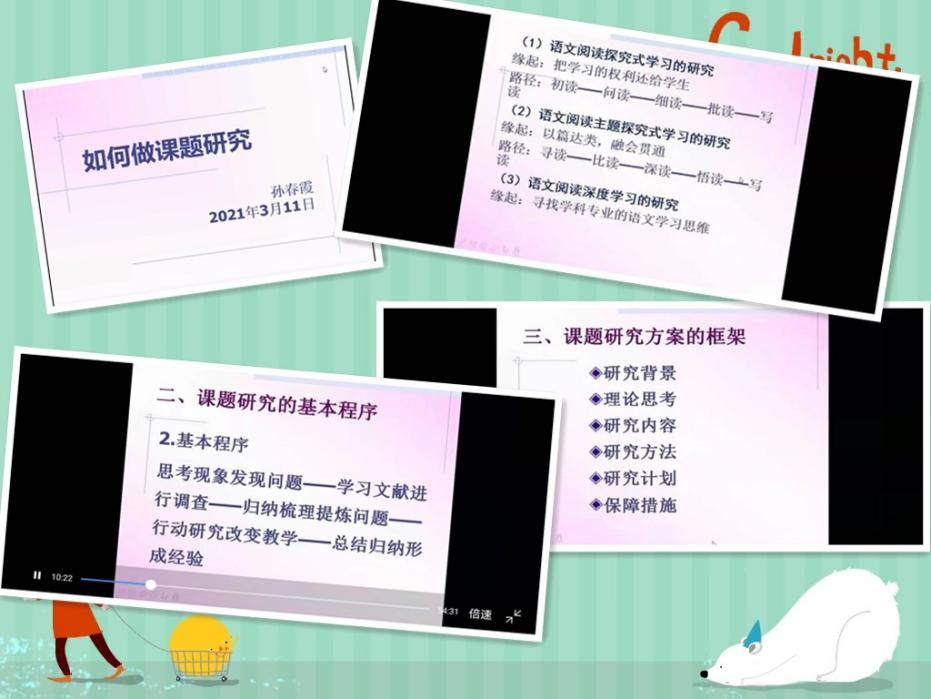 如何做课题研究
孙春霞
2021年3月11日
（1）语文阅读探究式学习的研究
缘起：把学习的权利还给学生
路径：初读——问读——细读——批读——写
读
（2）语文阅读主题探究式学习的研究
缘起：以篇达类，融会贯通
路径：寻读——比读——深读——悟读——写
读
（3）语文阅读深度学习的研究
缘起：寻找学科专业的语文学习思维
二、课题研究的基本程序
2.基本程序
思考现象发现问题——学习文献进
行调查——归纳梳理提炼问题——
行动研究改变教学——总结归纳形
成经验
10:22
倍速
三、课题研究方案的框架
◈研究背景
◈理论思考
◈研究内容
◈研究方法
◈研究计划
◈保障措施